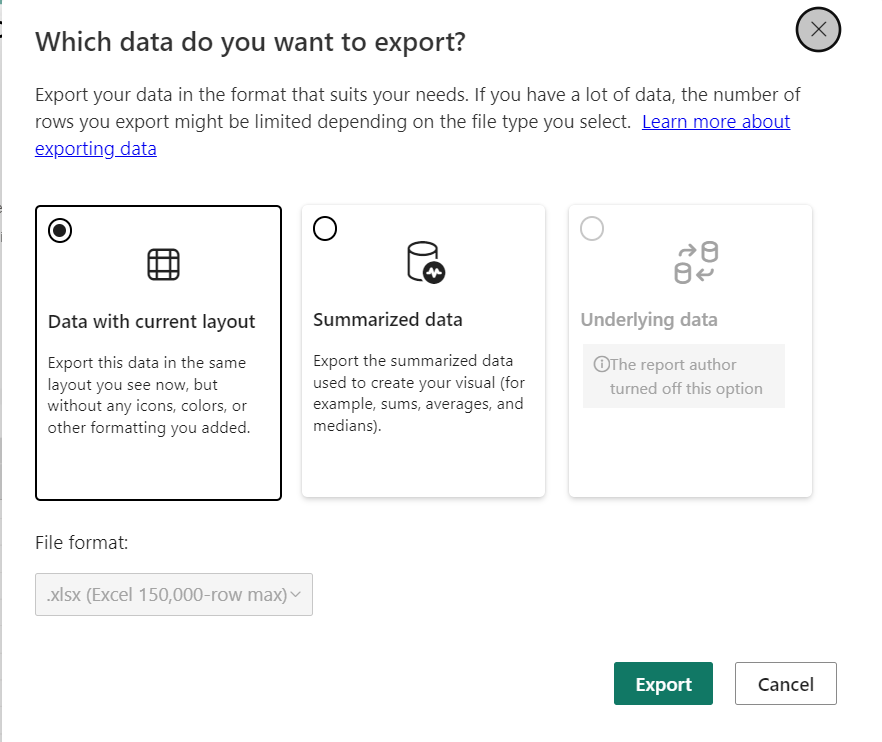 Which data do you want to export?
Export your data in the format that suits your needs. If you have a lot of data, the number of
rows you export might be limited depending on the file type you select. Learn more about
exporting data
Data with current layout
Export this data in the same
layout you see now, but
without any icons, colors, or
other formatting you added.
Summarized data
Export the summarized data
used to create your visual (for
example, sums, averages, and
medians).
Underlying data
The report author
turned off this option
File format:
.xlsx (Excel 150,000-row max)
Export
Cancel